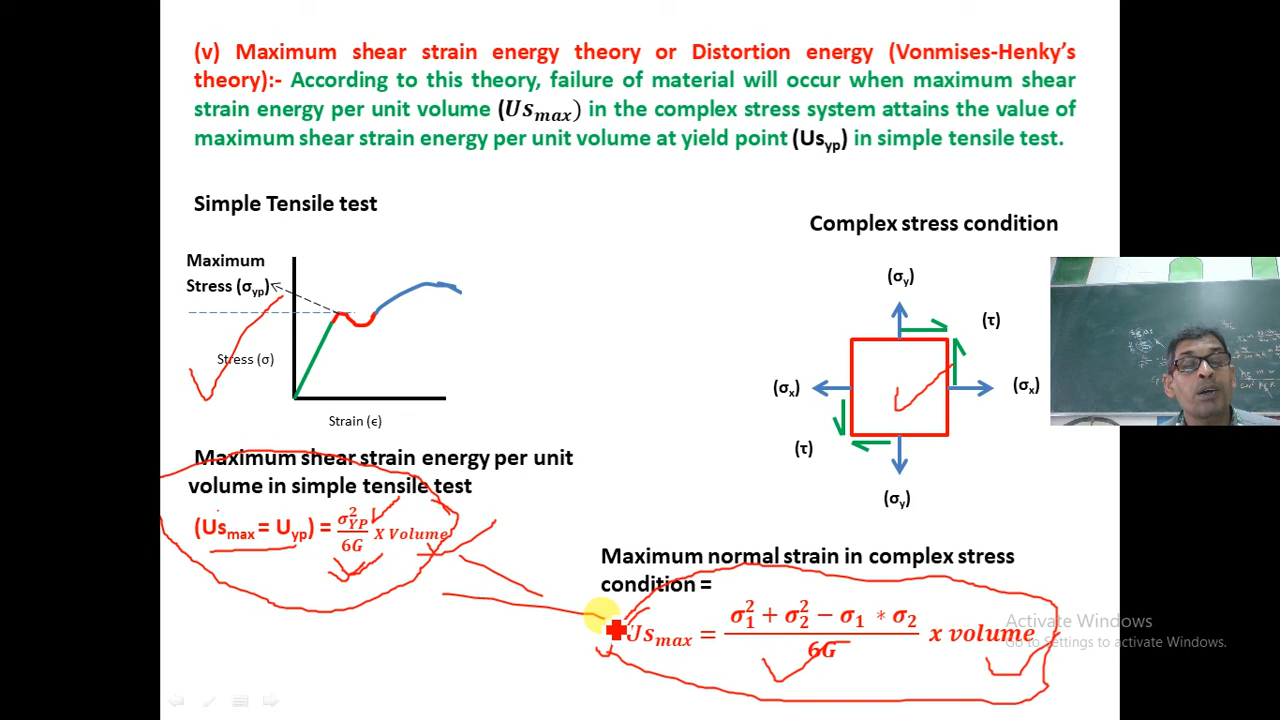 (v) Maximum shear strain energy theory or Distortion energy (Vonmises-Henky's
theory):- According to this theory, failure of material will occur when maximum shear
strain energy per unit volume (Us_max) in the complex stress system attains the value of
maximum shear strain energy per unit volume at yield point (Us_yp) in simple tensile test.
Simple Tensile test
Complex stress condition
Maximum
Stress (σ_yp)
Stress (σ)
Strain (ϵ)
(σ_y)
(τ)
(σ_x)
(σ_x)
(τ)
(σ_y)
Maximum shear strain energy per unit
volume in simple tensile test
(Us_max = U_yp) = σ²_YP / 6G X Volume
Maximum normal strain in complex stress
condition =
Us_max = (σ₁² + σ₂² − σ₁ * σ₂) / 6G x volume
Activate Windows
Go to Settings to activate Windows.